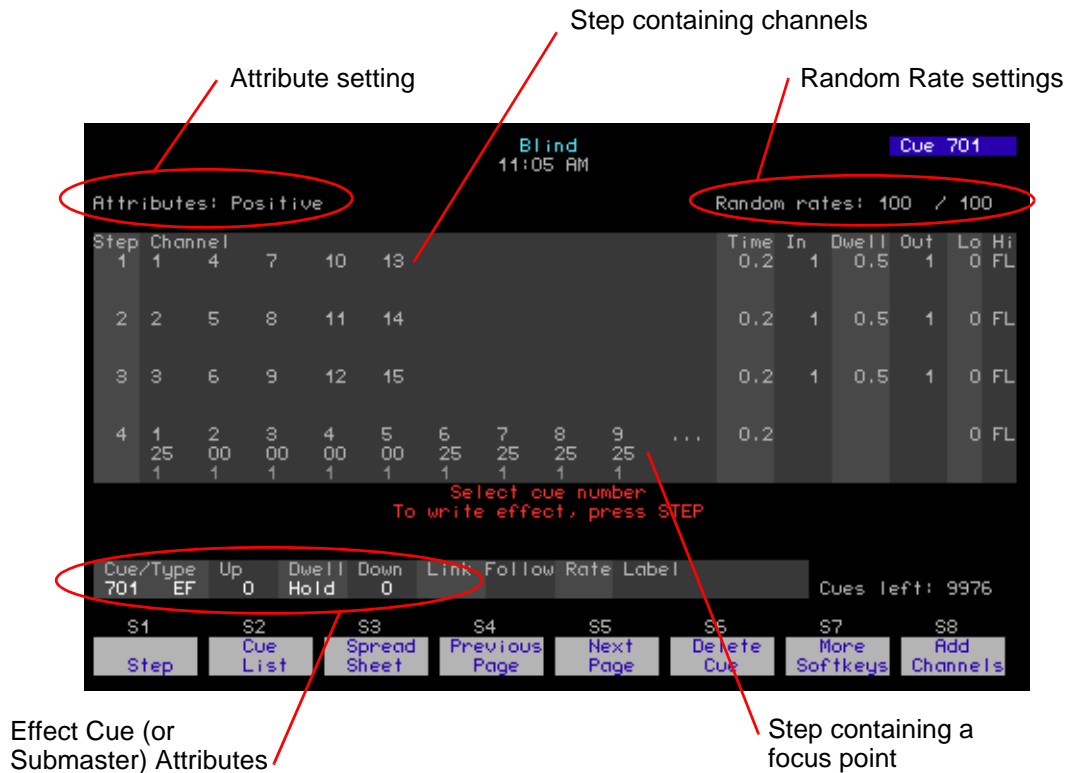 Step containing channels
Attribute setting
Random Rate settings
Blind
Cue 701
11:05 AM
Attributes: Positive
Random rates: 100 / 100
Step Channel Time In Dwell Out Lo Hi
1 1 4 7 10 13 0.2 1 0.5 1 0 FL
2 2 5 8 11 14 0.2 1 0.5 1 0 FL
3 3 6 9 12 15 0.2 1 0.5 1 0 FL
4 1 2 3 4 5 6 7 8 9 ... 0.2 0 FL
25 00 00 00 00 25 25 25 25
1 1 1 1 1 1 1 1 1
Select cue number
To write effect, press STEP
Cue/Type Up Dwell Down Link Follow Rate Label
701 EF 0 Hold 0
Cues left: 9976
S1 S2 S3 S4 S5 S6 S7 S8
Step
Cue List
Spread Sheet
Previous Page
Next Page
Delete Cue
More Softkeys
Add Channels
Effect Cue (or
Submaster) Attributes
Step containing a
focus point